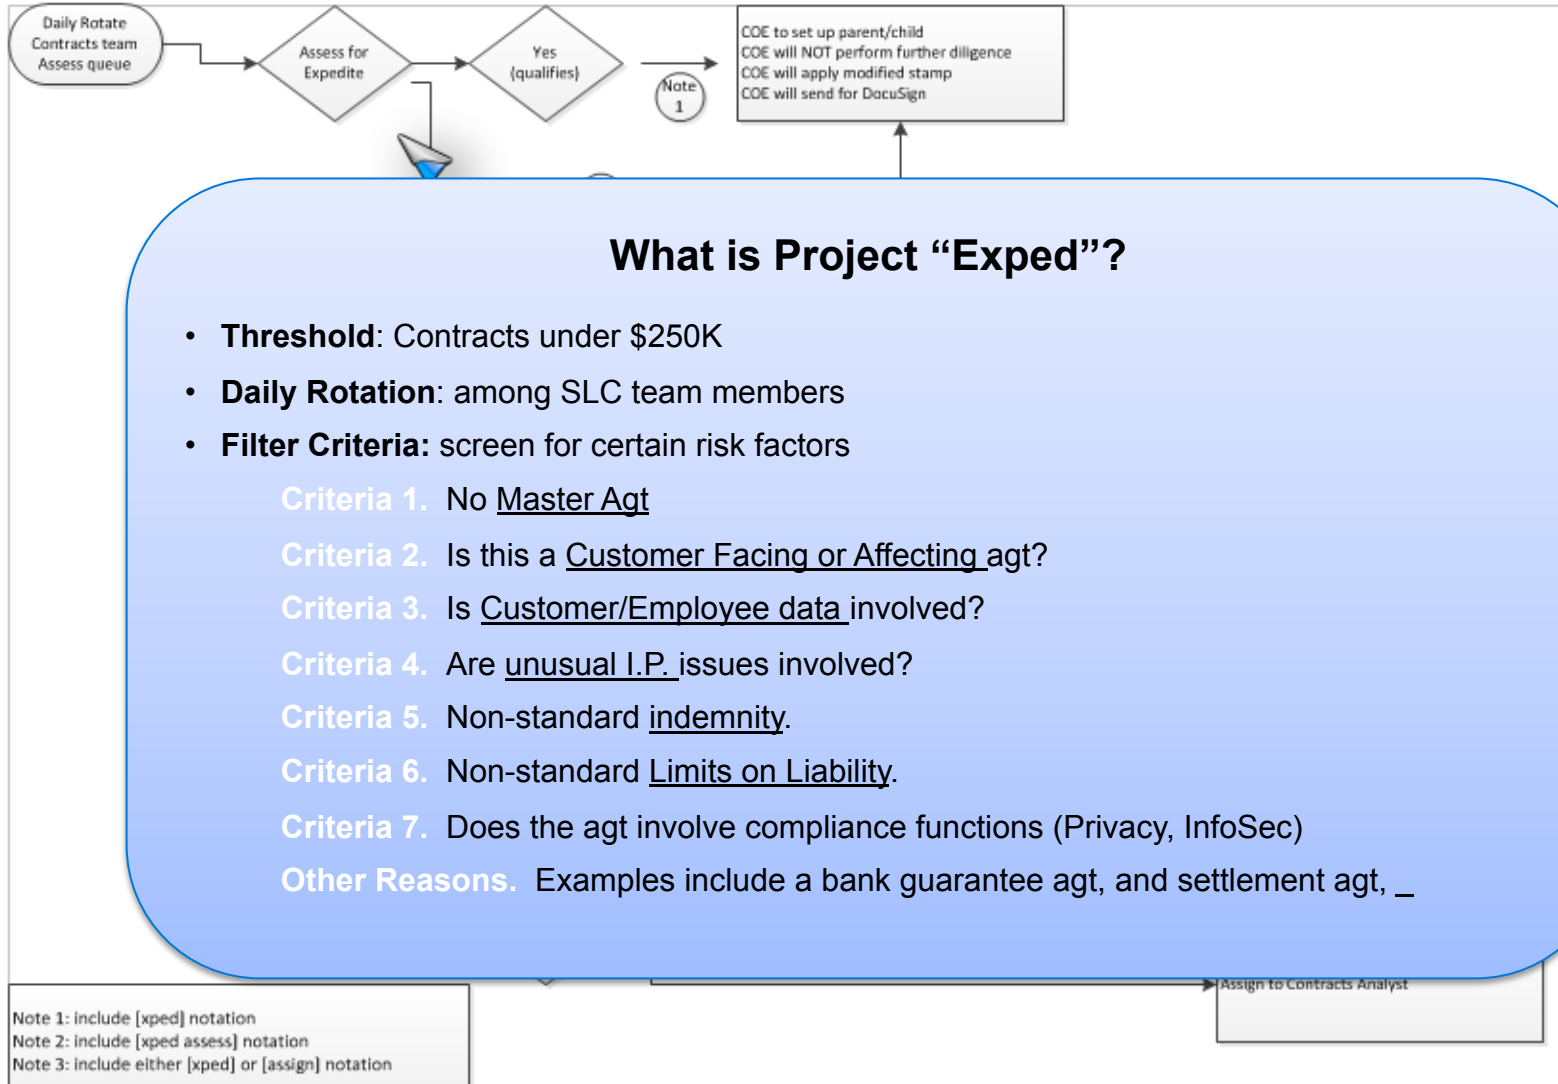 Daily Rotate
Contracts team
Assess queue
Assess for
Expedite
Yes
(qualifies)
Note
1
COE to set up parent/child
COE will NOT perform further diligence
COE will apply modified stamp
COE will send for DocuSign
What is Project “Exped”?
• Threshold: Contracts under $250K
• Daily Rotation: among SLC team members
• Filter Criteria: screen for certain risk factors
Criteria 1. No Master Agt
Criteria 2. Is this a Customer Facing or Affecting agt?
Criteria 3. Is Customer/Employee data involved?
Criteria 4. Are unusual I.P. issues involved?
Criteria 5. Non-standard indemnity.
Criteria 6. Non-standard Limits on Liability.
Criteria 7. Does the agt involve compliance functions (Privacy, InfoSec)
Other Reasons. Examples include a bank guarantee agt, and settlement agt, _
Assign to Contracts Analyst
Note 1: include [xped] notation
Note 2: include [xped assess] notation
Note 3: include either [xped] or [assign] notation